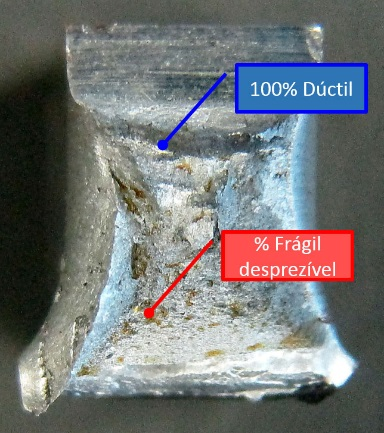 100% Dúctil
% Frágil
desprezível